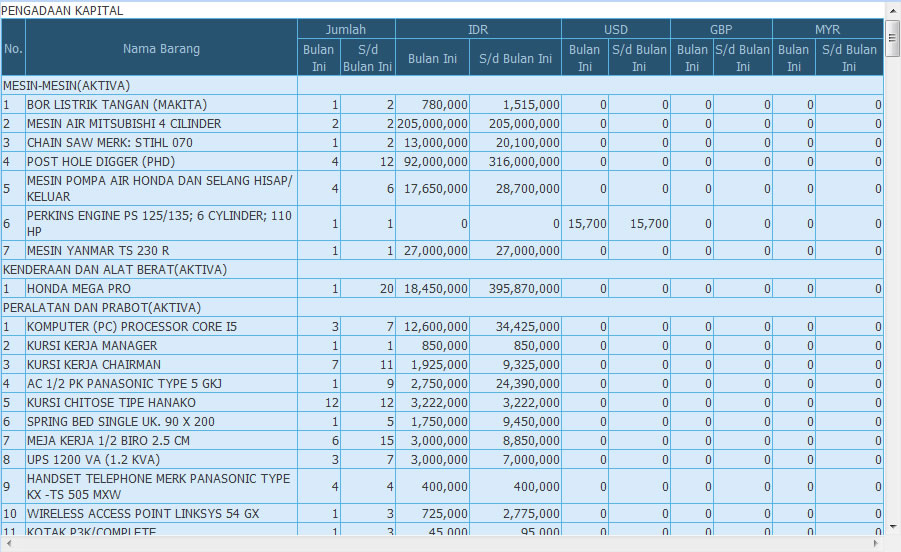 PENGADAAN KAPITAL
No. Nama Barang Jumlah IDR USD GBP MYR
Bulan Ini S/d Bulan Ini Bulan Ini S/d Bulan Ini Bulan Ini S/d Bulan Ini Bulan Ini S/d Bulan Ini Bulan Ini S/d Bulan Ini
MESIN-MESIN(AKTIVA)
1 BOR LISTRIK TANGAN (MAKITA) 1 2 780,000 1,515,000 0 0 0 0 0 0
2 MESIN AIR MITSUBISHI 4 CILINDER 2 2 205,000,000 205,000,000 0 0 0 0 0 0
3 CHAIN SAW MERK: STIHL 070 1 2 13,000,000 20,100,000 0 0 0 0 0 0
4 POST HOLE DIGGER (PHD) 4 12 92,000,000 316,000,000 0 0 0 0 0 0
5 MESIN POMPA AIR HONDA DAN SELANG HISAP/
KELUAR 4 6 17,650,000 28,700,000 0 0 0 0 0 0
6 PERKINS ENGINE PS 125/135; 6 CYLINDER; 110
HP 1 1 0 0 15,700 15,700 0 0 0 0
7 MESIN YANMAR TS 230 R 1 1 27,000,000 27,000,000 0 0 0 0 0 0
KENDERAAN DAN ALAT BERAT(AKTIVA)
1 HONDA MEGA PRO 1 20 18,450,000 395,870,000 0 0 0 0 0 0
PERALATAN DAN PRABOT(AKTIVA)
1 KOMPUTER (PC) PROCESSOR CORE I5 3 7 12,600,000 34,425,000 0 0 0 0 0 0
2 KURSI KERJA MANAGER 1 1 850,000 850,000 0 0 0 0 0 0
3 KURSI KERJA CHAIRMAN 7 11 1,925,000 9,325,000 0 0 0 0 0 0
4 AC 1/2 PK PANASONIC TYPE 5 GKJ 1 9 2,750,000 24,390,000 0 0 0 0 0 0
5 KURSI CHITOSE TIPE HANAKO 12 12 3,222,000 3,222,000 0 0 0 0 0 0
6 SPRING BED SINGLE UK. 90 X 200 1 5 1,750,000 9,450,000 0 0 0 0 0 0
7 MEJA KERJA 1/2 BIRO 2.5 CM 6 15 3,000,000 8,850,000 0 0 0 0 0 0
8 UPS 1200 VA (1.2 KVA) 3 7 3,000,000 7,000,000 0 0 0 0 0 0
9 HANDSET TELEPHONE MERK PANASONIC TYPE
KX -TS 505 MXW 4 4 400,000 400,000 0 0 0 0 0 0
10 WIRELESS ACCESS POINT LINKSYS 54 GX 1 3 725,000 2,775,000 0 0 0 0 0 0
11 KOTAK P3K/COMPLETE 1 3 45,000 95,000 0 0 0 0 0 0